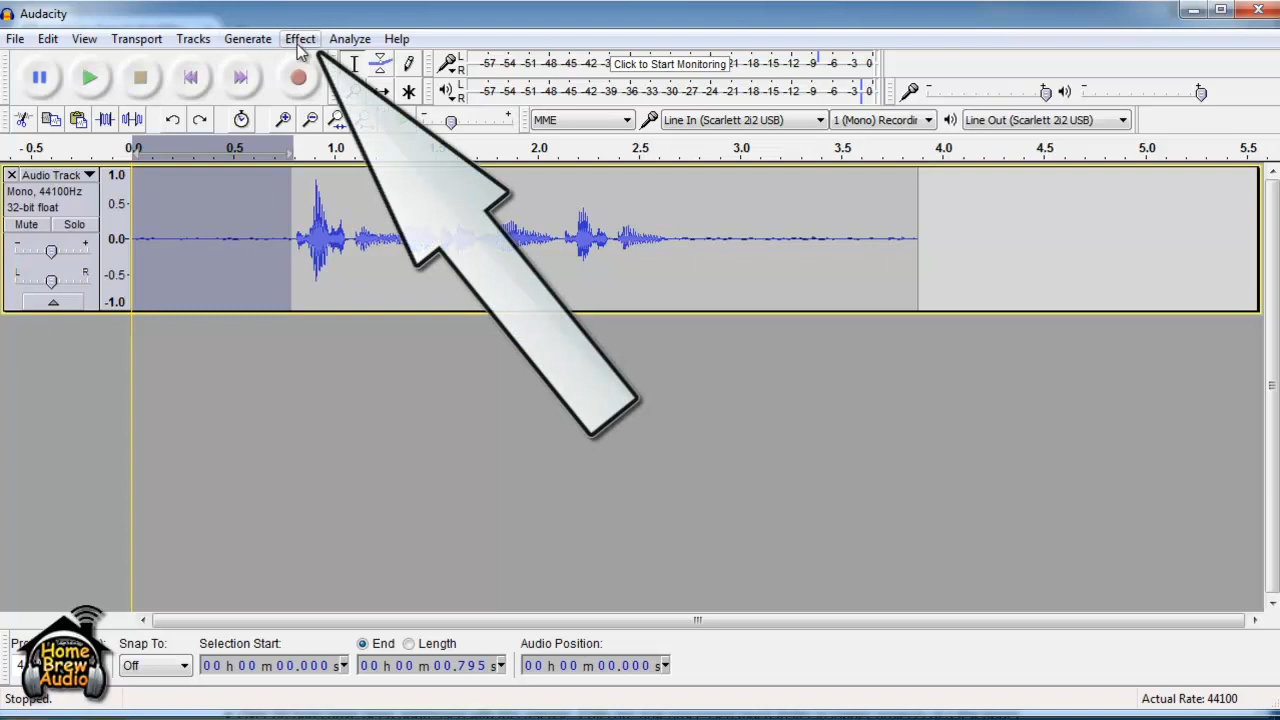 Audacity
File Edit View Transport Tracks Generate Effect Analyze Help
L R -57 -54 -51 -48 -45 -42 - Click to Start Monitoring -21 -18 -15 -12 -9 -6 -3 0
L R -57 -54 -51 -48 -45 -42 -39 -36 -33 -30 -27 -24 -21 -18 -15 -12 -9 -6 -3 0
- +
MME Line In (Scarlett 2i2 USB) 1 (Mono) Recordir Line Out (Scarlett 2i2 USB)
- 0.5 0.0 0.5 1.0 2.0 2.5 3.0 3.5 4.0 4.5 5.0 5.5
Audio Track 1.0
Mono, 44100Hz
32-bit float 0.5
Mute Solo
- + 0.0
L R -0.5
-1.0
Snap To: Selection Start: End Length Audio Position:
Off 00 h 00 m 00.000 s 00 h 00 m 00.795 s 00 h 00 m 00.000 s
Home
Brew
Audio
Stopped. Actual Rate: 44100